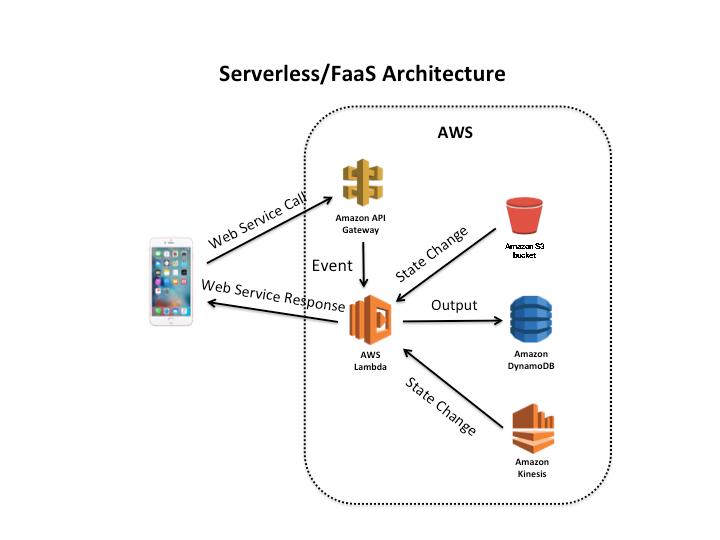 Serverless/FaaS Architecture
AWS
Web Service Call
Amazon API
Gateway
Amazon S3
bucket
State Change
Event
Web Service Response
Output
AWS
Lambda
Amazon
DynamoDB
State Change
Amazon
Kinesis